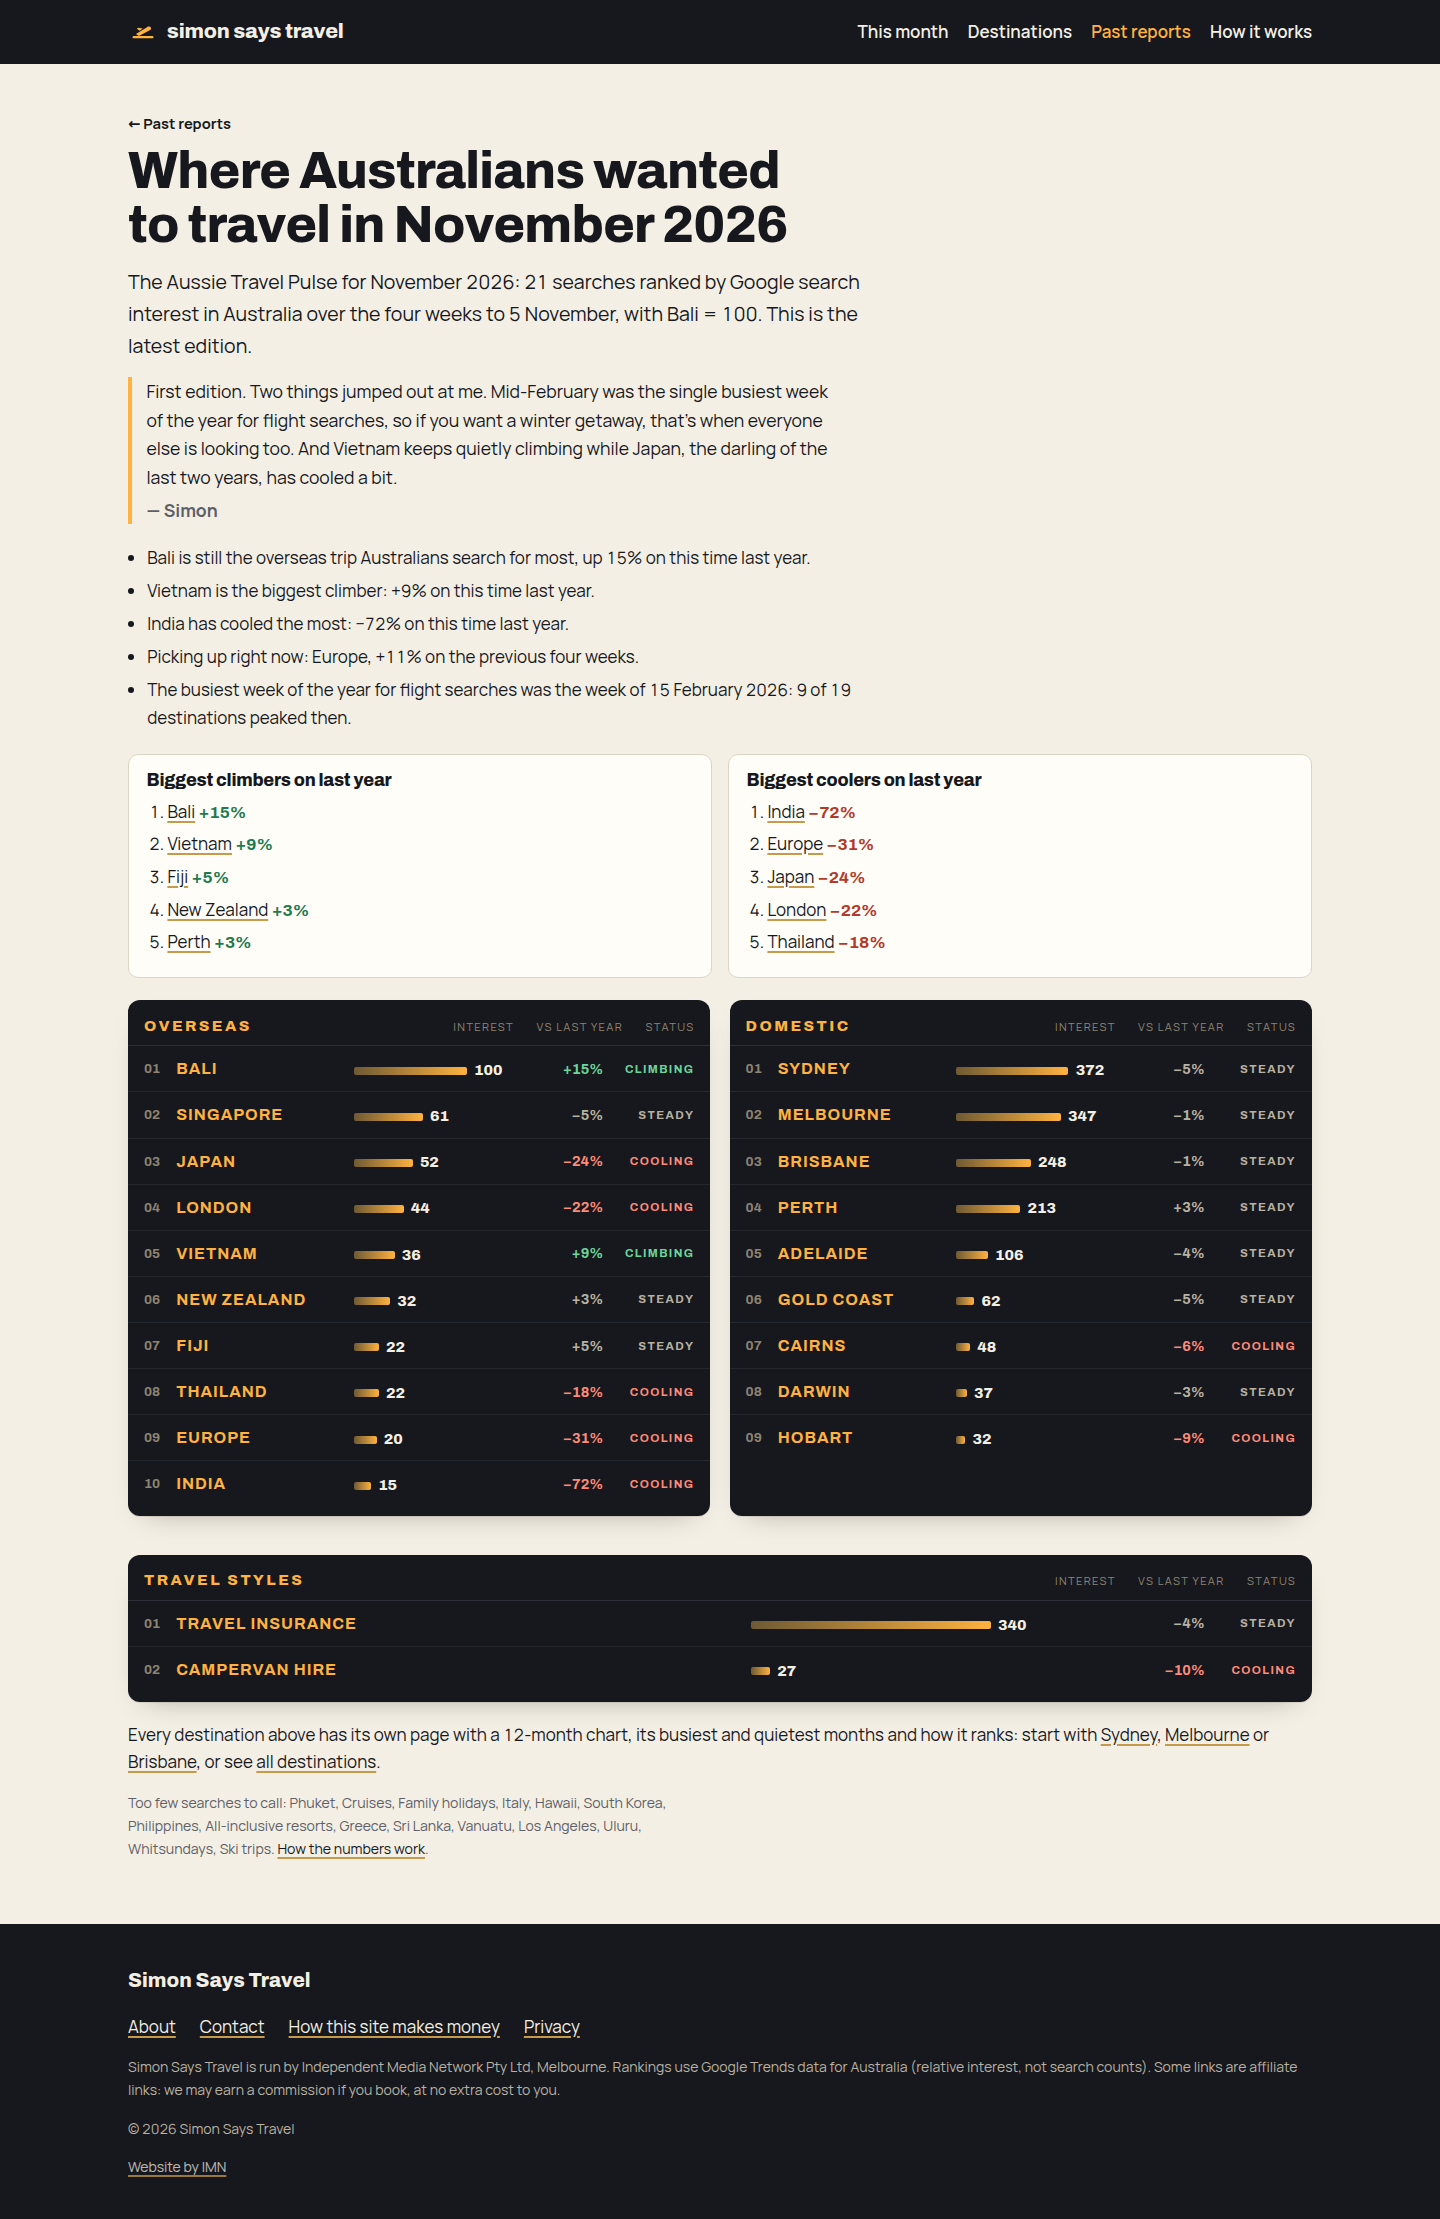 simon says travel
This month Destinations Past reports How it works
← Past reports
Where Australians wanted
to travel in November 2026
The Aussie Travel Pulse for November 2026: 21 searches ranked by Google search
interest in Australia over the four weeks to 5 November, with Bali = 100. This is the
latest edition.
First edition. Two things jumped out at me. Mid-February was the single busiest week
of the year for flight searches, so if you want a winter getaway, that's when everyone
else is looking too. And Vietnam keeps quietly climbing while Japan, the darling of the
last two years, has cooled a bit.
— Simon
• Bali is still the overseas trip Australians search for most, up 15% on this time last year.
• Vietnam is the biggest climber: +9% on this time last year.
• India has cooled the most: −72% on this time last year.
• Picking up right now: Europe, +11% on the previous four weeks.
• The busiest week of the year for flight searches was the week of 15 February 2026: 9 of 19
destinations peaked then.
Biggest climbers on last year
1. Bali +15%
2. Vietnam +9%
3. Fiji +5%
4. New Zealand +3%
5. Perth +3%
Biggest coolers on last year
1. India −72%
2. Europe −31%
3. Japan −24%
4. London −22%
5. Thailand −18%
OVERSEAS INTEREST VS LAST YEAR STATUS
01 BALI 100 +15% CLIMBING
02 SINGAPORE 61 −5% STEADY
03 JAPAN 52 −24% COOLING
04 LONDON 44 −22% COOLING
05 VIETNAM 36 +9% CLIMBING
06 NEW ZEALAND 32 +3% STEADY
07 FIJI 22 +5% STEADY
08 THAILAND 22 −18% COOLING
09 EUROPE 20 −31% COOLING
10 INDIA 15 −72% COOLING
DOMESTIC INTEREST VS LAST YEAR STATUS
01 SYDNEY 372 −5% STEADY
02 MELBOURNE 347 −1% STEADY
03 BRISBANE 248 −1% STEADY
04 PERTH 213 +3% STEADY
05 ADELAIDE 106 −4% STEADY
06 GOLD COAST 62 −5% STEADY
07 CAIRNS 48 −6% COOLING
08 DARWIN 37 −3% STEADY
09 HOBART 32 −9% COOLING
TRAVEL STYLES INTEREST VS LAST YEAR STATUS
01 TRAVEL INSURANCE 340 −4% STEADY
02 CAMPERVAN HIRE 27 −10% COOLING
Every destination above has its own page with a 12-month chart, its busiest and quietest months and how it ranks: start with Sydney, Melbourne or
Brisbane, or see all destinations.
Too few searches to call: Phuket, Cruises, Family holidays, Italy, Hawaii, South Korea,
Philippines, All-inclusive resorts, Greece, Sri Lanka, Vanuatu, Los Angeles, Uluru,
Whitsundays, Ski trips. How the numbers work.
Simon Says Travel
About Contact How this site makes money Privacy
Simon Says Travel is run by Independent Media Network Pty Ltd, Melbourne. Rankings use Google Trends data for Australia (relative interest, not search counts). Some links are affiliate
links: we may earn a commission if you book, at no extra cost to you.
© 2026 Simon Says Travel
Website by IMN